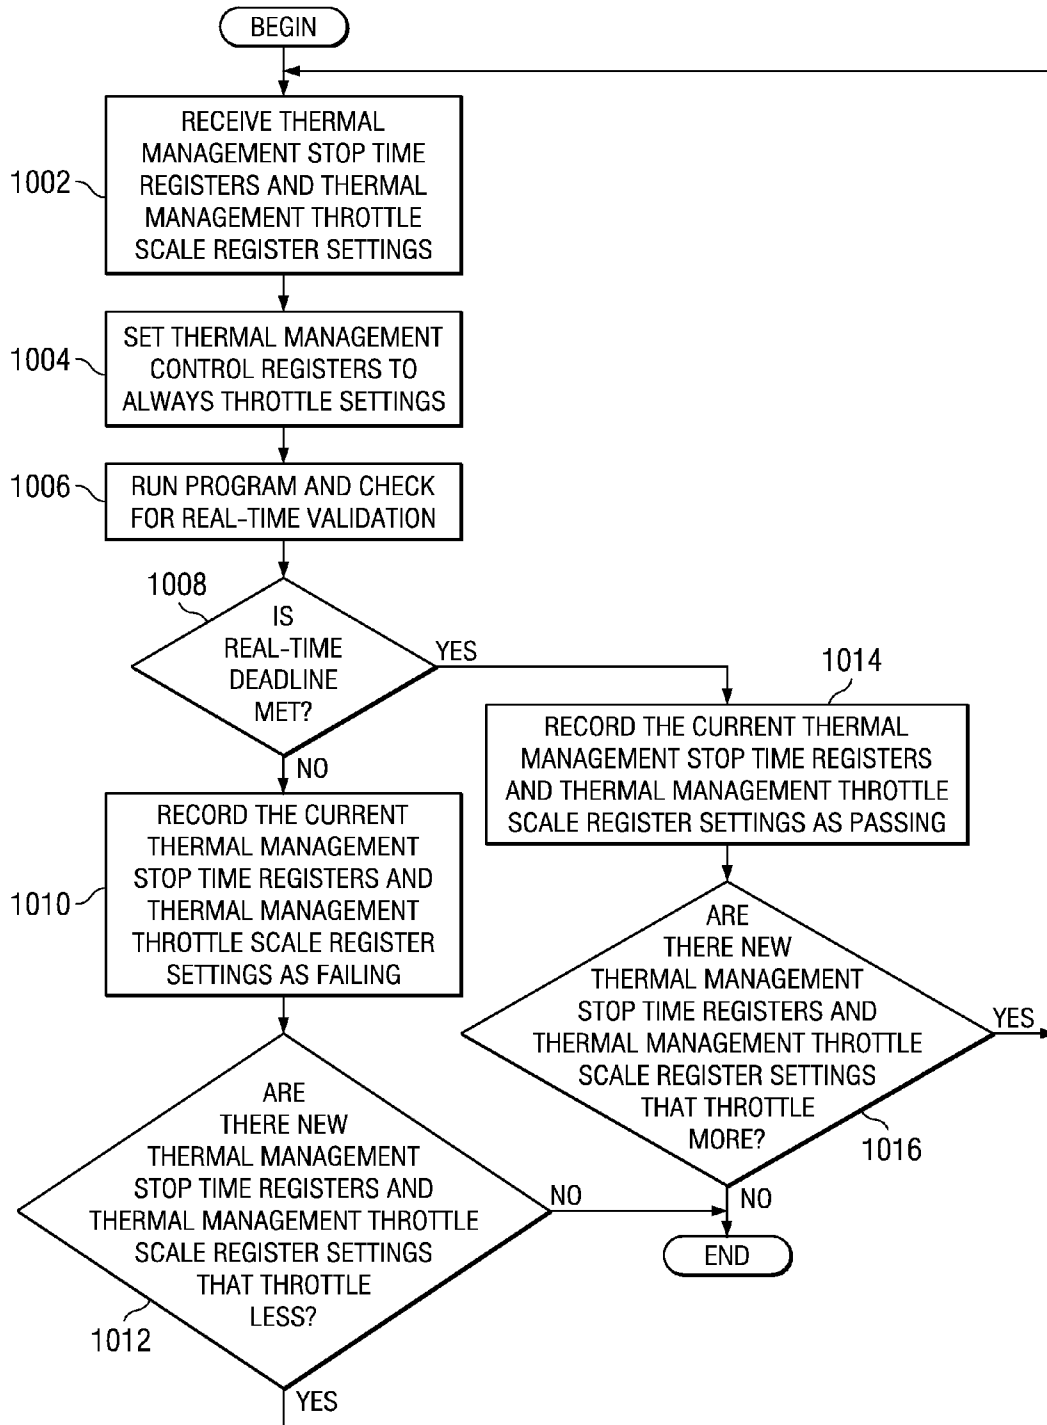 BEGIN
RECEIVE THERMAL
MANAGEMENT STOP TIME
REGISTERS AND THERMAL
MANAGEMENT THROTTLE
SCALE REGISTER SETTINGS
1002
SET THERMAL MANAGEMENT
CONTROL REGISTERS TO
ALWAYS THROTTLE SETTINGS
1004
RUN PROGRAM AND CHECK
FOR REAL-TIME VALIDATION
1006
1008
IS
REAL-TIME
DEADLINE
MET?
YES
NO
RECORD THE CURRENT
THERMAL MANAGEMENT
STOP TIME REGISTERS AND
THERMAL MANAGEMENT
THROTTLE SCALE REGISTER
SETTINGS AS FAILING
1010
ARE
THERE NEW
THERMAL MANAGEMENT
STOP TIME REGISTERS AND
THERMAL MANAGEMENT THROTTLE
SCALE REGISTER SETTINGS
THAT THROTTLE
LESS?
1012
NO
YES
1014
RECORD THE CURRENT THERMAL
MANAGEMENT STOP TIME REGISTERS
AND THERMAL MANAGEMENT THROTTLE
SCALE REGISTER SETTINGS AS PASSING
ARE
THERE NEW
THERMAL MANAGEMENT
STOP TIME REGISTERS AND
THERMAL MANAGEMENT THROTTLE
SCALE REGISTER SETTINGS
THAT THROTTLE
MORE?
1016
YES
NO
END